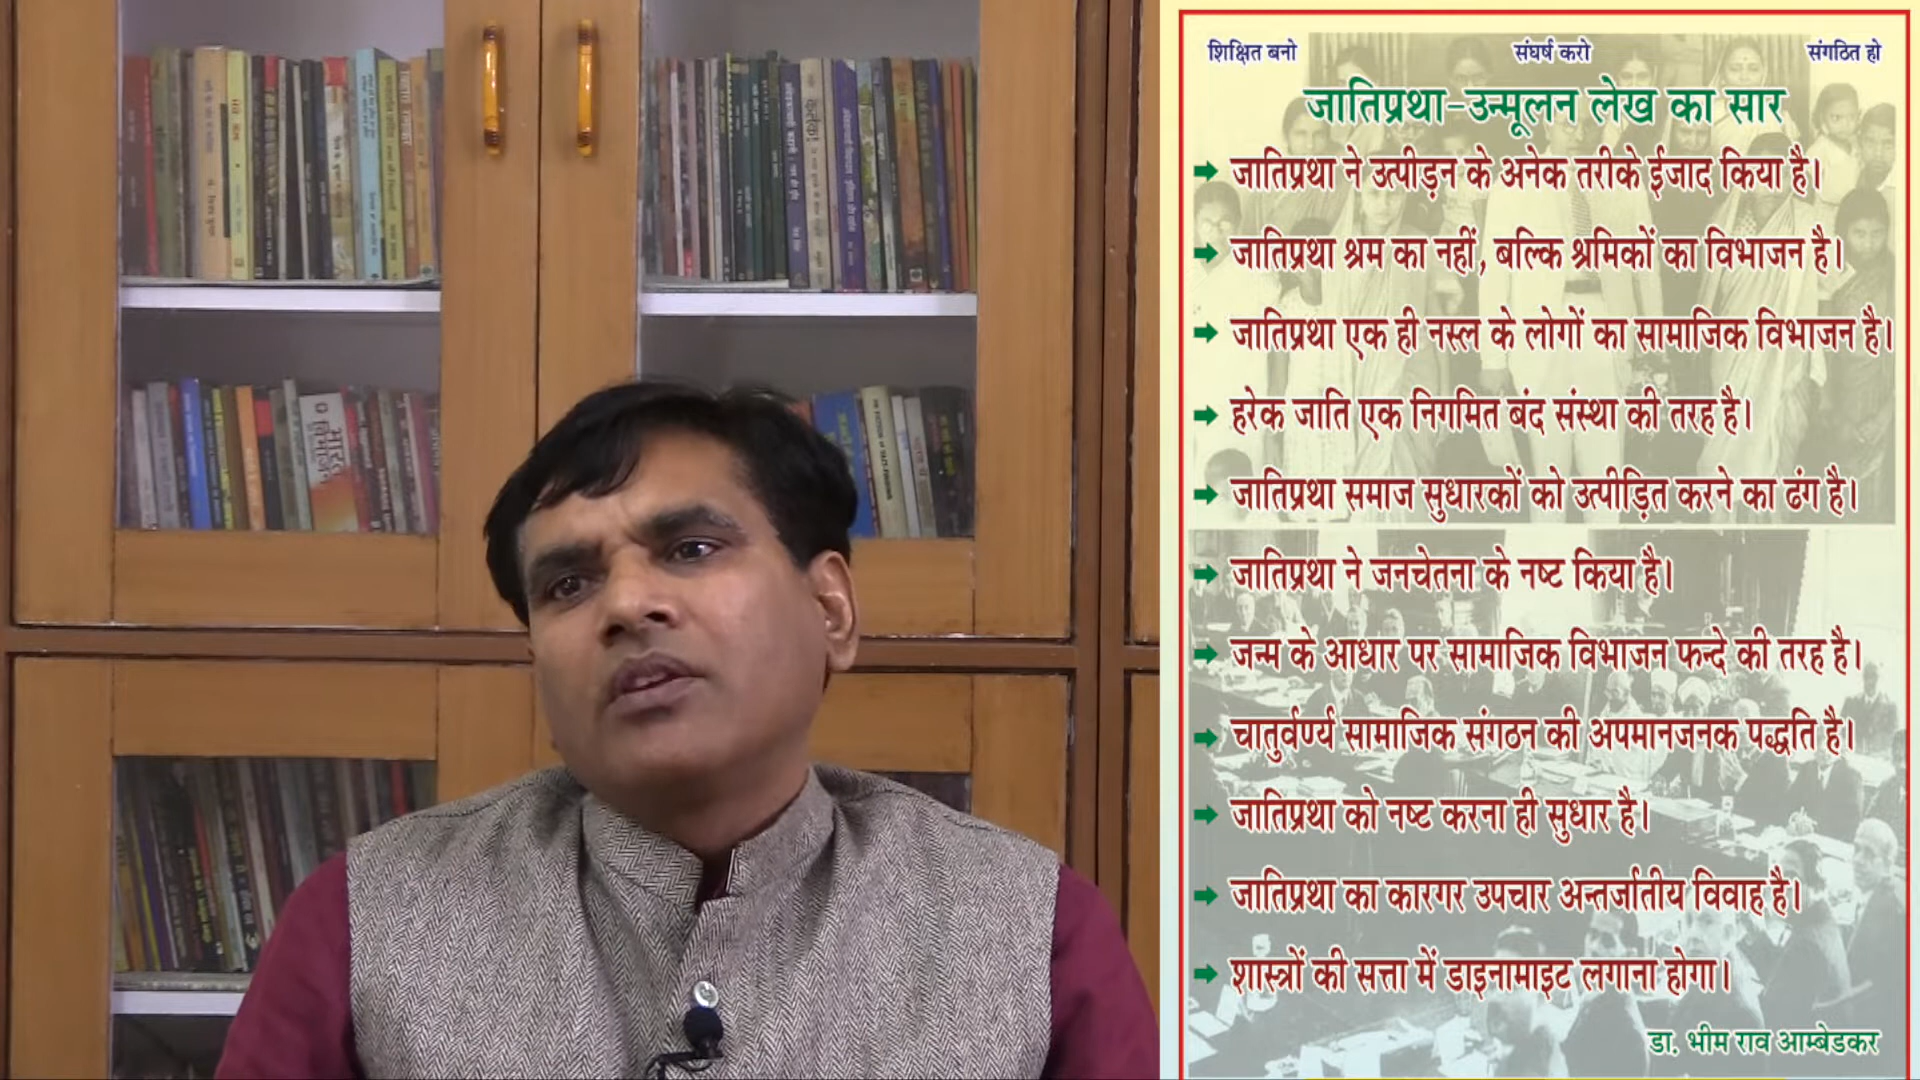 शिक्षित बनो संघर्ष करो संगठित हो
जातिप्रथा-उन्मूलन लेख का सार
जातिप्रथा ने उत्पीड़न के अनेक तरीके ईजाद किया है।
जातिप्रथा श्रम का नहीं, बल्कि श्रमिकों का विभाजन है।
जातिप्रथा एक ही नस्ल के लोगों का सामाजिक विभाजन है।
हरेक जाति एक निगमित बंद संस्था की तरह है।
जातिप्रथा समाज सुधारकों को उत्पीड़ित करने का ढंग है।
जातिप्रथा ने जनचेतना के नष्ट किया है।
जन्म के आधार पर सामाजिक विभाजन फन्दे की तरह है।
चातुर्वर्ण्य सामाजिक संगठन की अपमानजनक पद्धति है।
जातिप्रथा को नष्ट करना ही सुधार है।
जातिप्रथा का कारगर उपचार अन्तर्जातीय विवाह है।
शास्त्रों की सत्ता में डाइनामाइट लगाना होगा।
डा. भीम राव आम्बेडकर